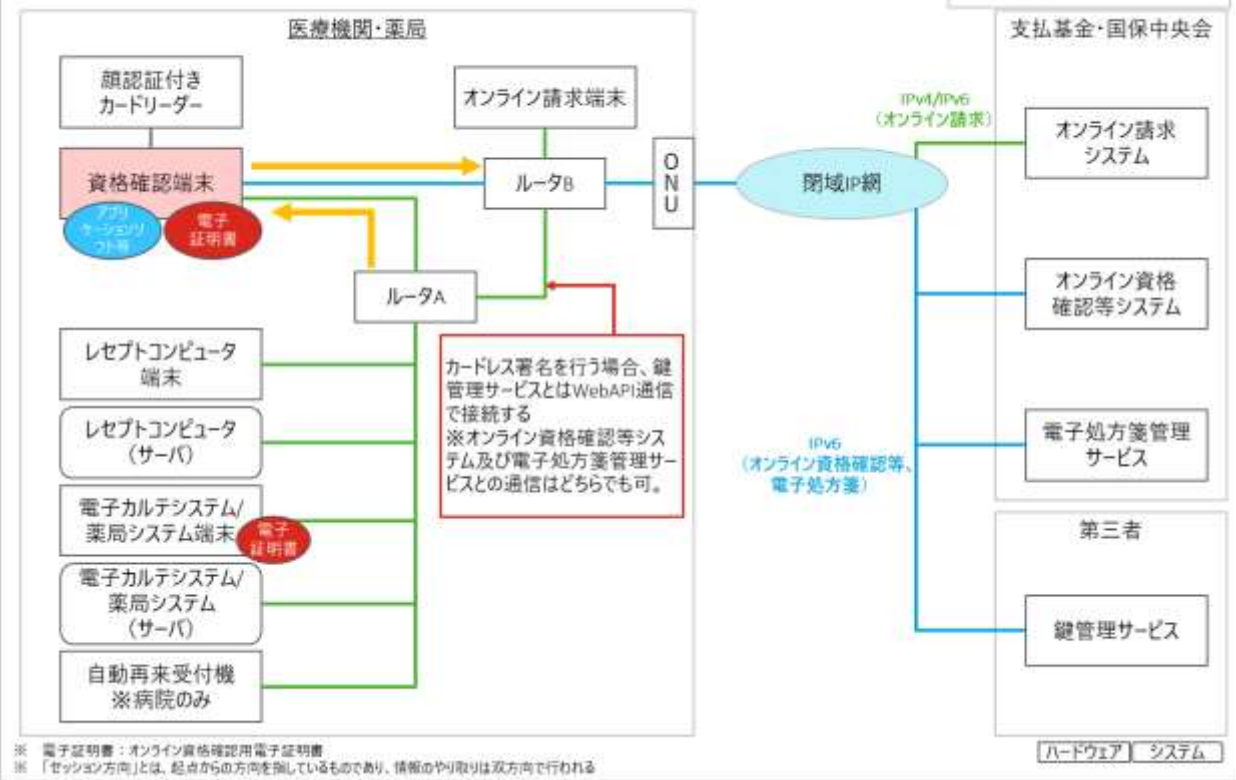 医療機関・薬局
支払基金・国保中央会
顔認証付き
カードリーダー
オンライン請求端末
IPv4/IPv6
(オンライン請求)
オンライン請求
システム
資格確認端末
ルータB
O
N
U
閉域IP網
アプリ
ケーションソ
フト等
電子
証明書
ルータA
オンライン資格
確認等システム
レセプトコンピュータ
端末
カードレス署名を行う場合、鍵
管理サービスとはWebAPI通信
で接続する
※オンライン資格確認等シス
テム及び電子処方箋管理サー
ビスとの通信はどちらでも可。
レセプトコンピュータ
(サーバ)
IPv6
(オンライン資格確認等、
電子処方箋)
電子処方箋管理
サービス
電子カルテシステム/
薬局システム端末
電子
証明書
第三者
電子カルテシステム/
薬局システム
(サーバ)
鍵管理サービス
自動再来受付機
※病院のみ
※ 電子証明書:オンライン資格確認用電子証明書
※ 「セッション方向」とは、起点からの方向を指しているものであり、情報のやり取りは双方向で行われる
ハードウェア システム